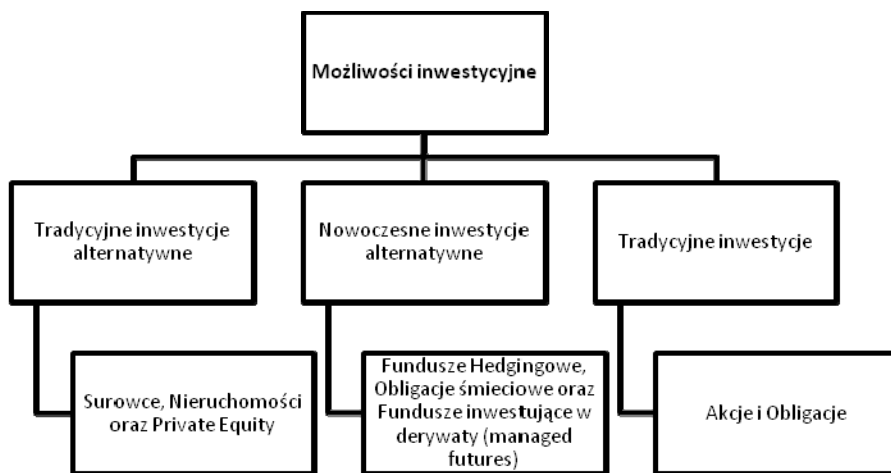 Możliwości inwestycyjne
Tradycyjne inwestycje
alternatywne
Nowoczesne inwestycje
alternatywne
Tradycyjne inwestycje
Surowce, Nieruchomości
oraz Private Equity
Fundusze Hedgingowe,
Obligacje śmieciowe oraz
Fundusze inwestujące w
derywaty (managed
futures)
Akcje i Obligacje